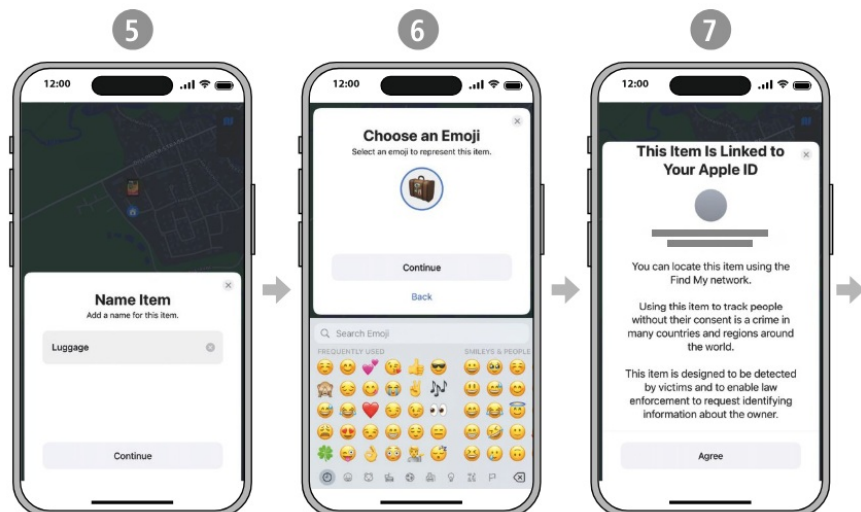 5
6
7
12:00
Name Item
Add a name for this item.
Luggage
Continue
12:00
Choose an Emoji
Select an emoji to represent this item.
Continue
Back
Search Emoji
FREQUENTLY USED
SMILEYS & PEOPLE
12:00
This Item Is Linked to
Your Apple ID
You can locate this item using the
Find My network.
Using this item to track people
without their consent is a crime in
many countries and regions around
the world.
This item is designed to be detected
by victims and to enable law
enforcement to request identifying
information about the owner.
Agree